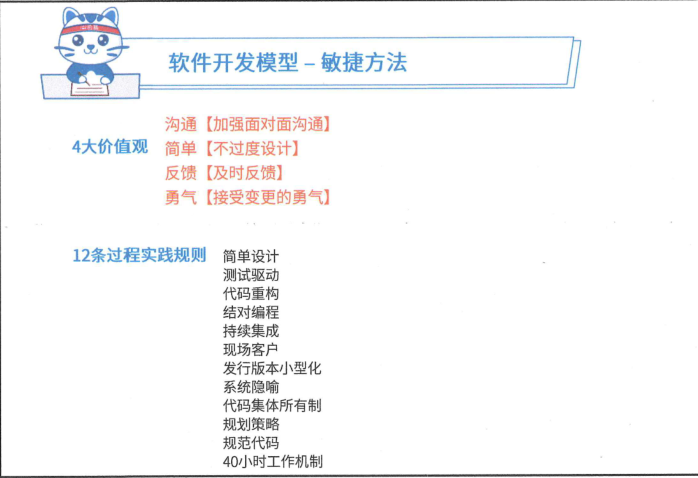 软件开发模型 – 敏捷方法
4大价值观
沟通【加强面对面沟通】
简单【不过度设计】
反馈【及时反馈】
勇气【接受变更的勇气】
12条过程实践规则
简单设计
测试驱动
代码重构
结对编程
持续集成
现场客户
发行版本小型化
系统隐喻
代码集体所有制
规划策略
规范代码
40小时工作机制